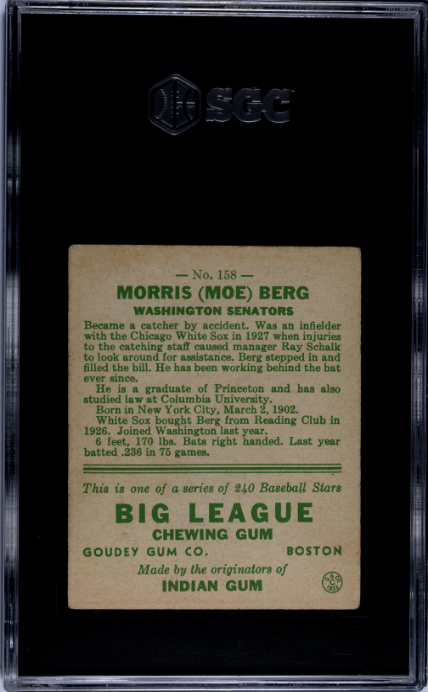 SGC
— No. 158 —
MORRIS (MOE) BERG
WASHINGTON SENATORS
Became a catcher by accident. Was an infielder
with the Chicago White Sox in 1927 when injuries
to the catching staff caused manager Ray Schalk
to look around for assistance. Berg stepped in and
filled the bill. He has been working behind the bat
ever since.
He is a graduate of Princeton and has also
studied law at Columbia University.
Born in New York City, March 2, 1902.
White Sox bought Berg from Reading Club in
1926. Joined Washington last year.
6 feet, 170 lbs. Bats right handed. Last year
batted .236 in 75 games.
This is one of a series of 240 Baseball Stars
BIG LEAGUE
CHEWING GUM
GOUDEY GUM CO. BOSTON
Made by the originators of
INDIAN GUM